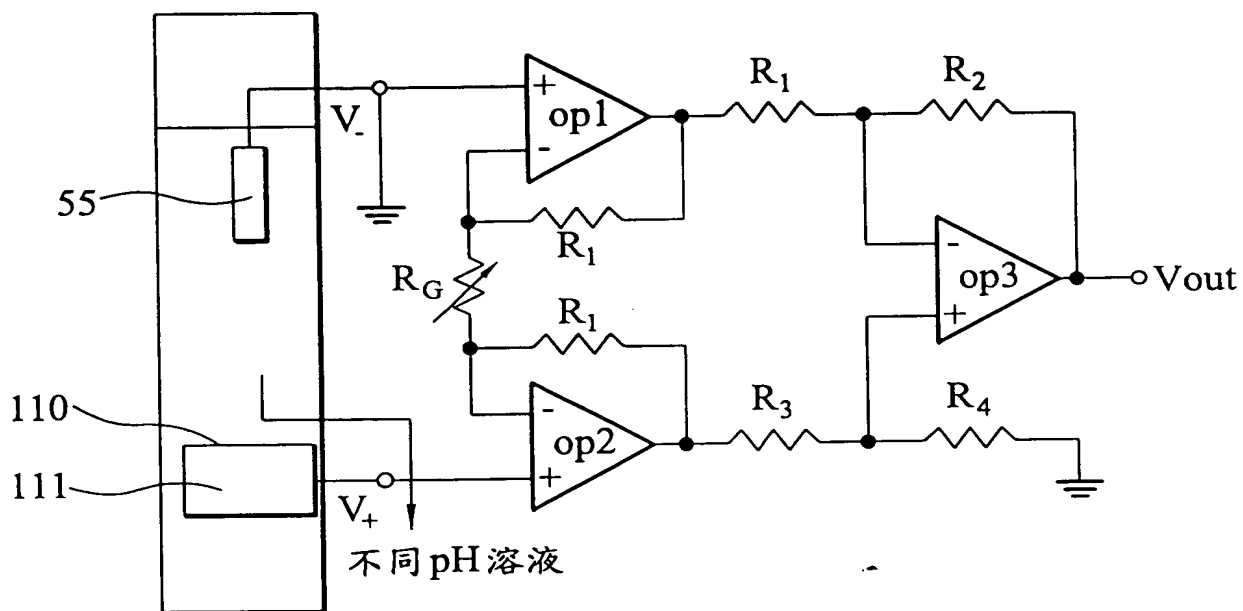 R₁
R₂
+
op1
-
V₋
55
R₁
-
op3
+
Vout
R_G
R₁
110
111
-
op2
+
R₃
R₄
V₊
不同pH溶液